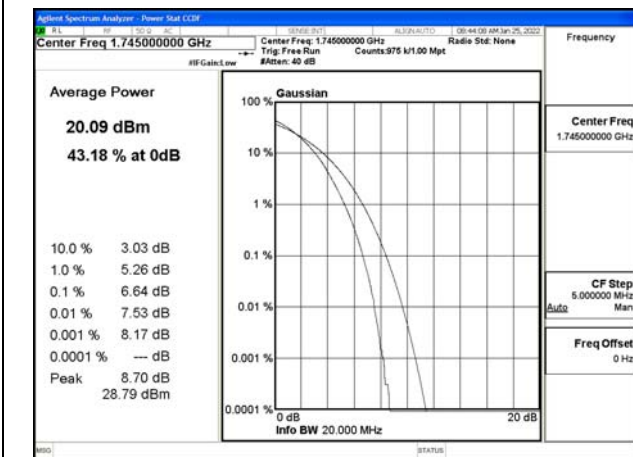 Agilent Spectrum Analyzer - Power Stat CCDF
RL RF 50 Ω AC SENSE:INT ALIGN AUTO 08:44:08 AM Jan 25, 2022
Center Freq 1.745000000 GHz
Center Freq: 1.745000000 GHz Radio Std: None
Trig: Free Run Counts:975 k/1.00 Mpt
#IFGain:Low #Atten: 40 dB
Frequency
Average Power
20.09 dBm
43.18 % at 0dB
10.0 % 3.03 dB
1.0 % 5.26 dB
0.1 % 6.64 dB
0.01 % 7.53 dB
0.001 % 8.17 dB
0.0001 % --- dB
Peak 8.70 dB
28.79 dBm
Gaussian
100 %
10 %
1 %
0.1 %
0.01 %
0.001 %
0.0001 %
0 dB 20 dB
Info BW 20.000 MHz
Center Freq
1.745000000 GHz
CF Step
5.000000 MHz
Auto Man
Freq Offset
0 Hz
MSG STATUS